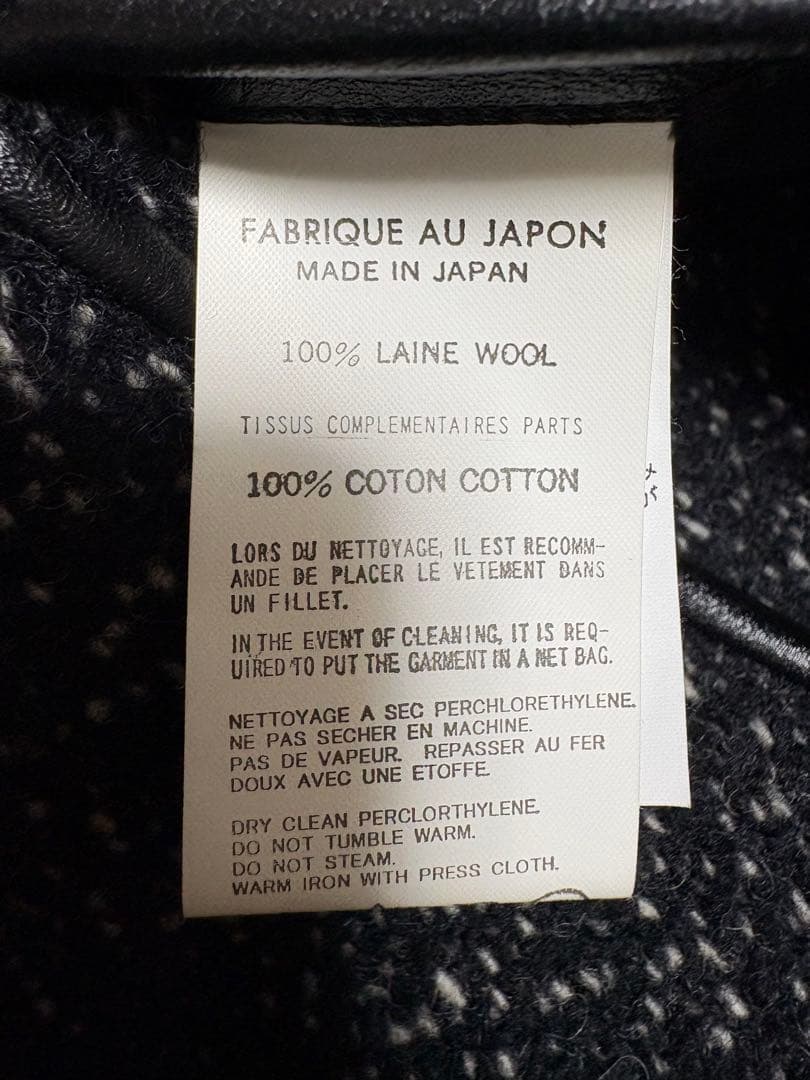 FABRIQUE AU JAPON
MADE IN JAPAN
100% LAINE WOOL
TISSUS COMPLEMENTAIRES PARTS
100% COTON COTTON
LORS DU NETTOYAGE, IL EST RECOMM-
ANDE DE PLACER LE VETEMENT DANS
UN FILLET.
IN THE EVENT OF CLEANING, IT IS REQ-
UIRED TO PUT THE GARMENT IN A NET BAG.
NETTOYAGE A SEC PERCHLORETHYLENE.
NE PAS SECHER EN MACHINE.
PAS DE VAPEUR. REPASSER AU FER
DOUX AVEC UNE ETOFFE.
DRY CLEAN PERCLORTHYLENE.
DO NOT TUMBLE WARM.
DO NOT STEAM.
WARM IRON WITH PRESS CLOTH.